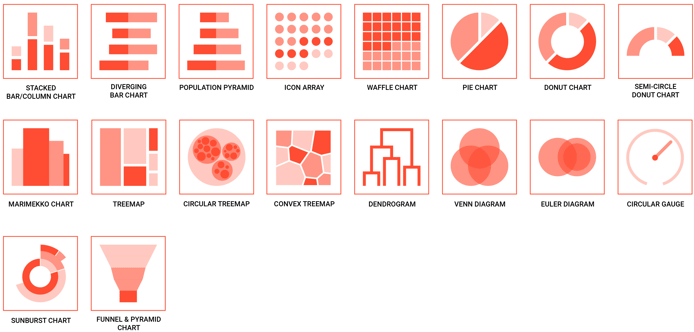 STACKED
BAR/COLUMN CHART
DIVERGING
BAR CHART
POPULATION PYRAMID
ICON ARRAY
WAFFLE CHART
PIE CHART
DONUT CHART
SEMI-CIRCLE
DONUT CHART
MARIMEKKO CHART
TREEMAP
CIRCULAR TREEMAP
CONVEX TREEMAP
DENDROGRAM
VENN DIAGRAM
EULER DIAGRAM
CIRCULAR GAUGE
SUNBURST CHART
FUNNEL & PYRAMID
CHART